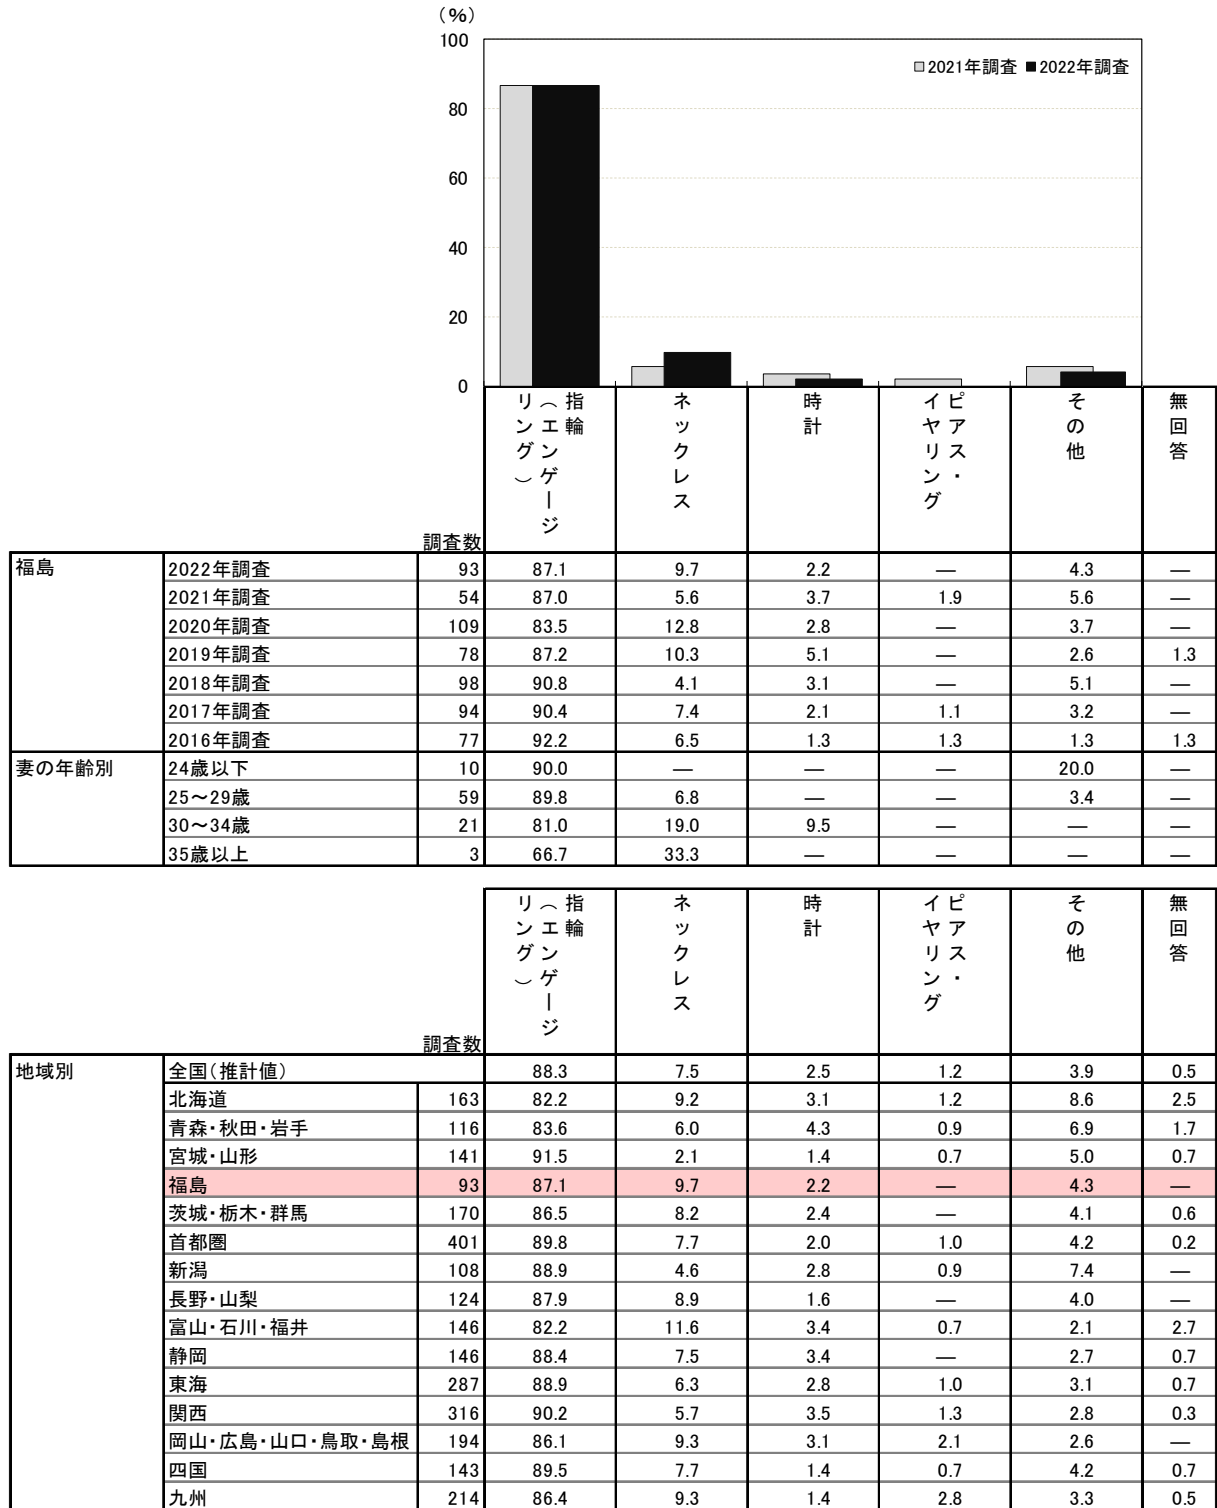 （%）
100
□2021年調査 ■2022年調査
80
60
40
20
0
調査数 指輪（エンゲージリング） ネックレス 時計 ピアス・イヤリング その他 無回答
福島 2022年調査 93 87.1 9.7 2.2 ― 4.3 ―
2021年調査 54 87.0 5.6 3.7 1.9 5.6 ―
2020年調査 109 83.5 12.8 2.8 ― 3.7 ―
2019年調査 78 87.2 10.3 5.1 ― 2.6 1.3
2018年調査 98 90.8 4.1 3.1 ― 5.1 ―
2017年調査 94 90.4 7.4 2.1 1.1 3.2 ―
2016年調査 77 92.2 6.5 1.3 1.3 1.3 1.3
妻の年齢別 24歳以下 10 90.0 ― ― ― 20.0 ―
25～29歳 59 89.8 6.8 ― ― 3.4 ―
30～34歳 21 81.0 19.0 9.5 ― ― ―
35歳以上 3 66.7 33.3 ― ― ― ―
調査数 指輪（エンゲージリング） ネックレス 時計 ピアス・イヤリング その他 無回答
地域別 全国（推計値） 88.3 7.5 2.5 1.2 3.9 0.5
北海道 163 82.2 9.2 3.1 1.2 8.6 2.5
青森・秋田・岩手 116 83.6 6.0 4.3 0.9 6.9 1.7
宮城・山形 141 91.5 2.1 1.4 0.7 5.0 0.7
福島 93 87.1 9.7 2.2 ― 4.3 ―
茨城・栃木・群馬 170 86.5 8.2 2.4 ― 4.1 0.6
首都圏 401 89.8 7.7 2.0 1.0 4.2 0.2
新潟 108 88.9 4.6 2.8 0.9 7.4 ―
長野・山梨 124 87.9 8.9 1.6 ― 4.0 ―
富山・石川・福井 146 82.2 11.6 3.4 0.7 2.1 2.7
静岡 146 88.4 7.5 3.4 ― 2.7 0.7
東海 287 88.9 6.3 2.8 1.0 3.1 0.7
関西 316 90.2 5.7 3.5 1.3 2.8 0.3
岡山・広島・山口・鳥取・島根 194 86.1 9.3 3.1 2.1 2.6 ―
四国 143 89.5 7.7 1.4 0.7 4.2 0.7
九州 214 86.4 9.3 1.4 2.8 3.3 0.5